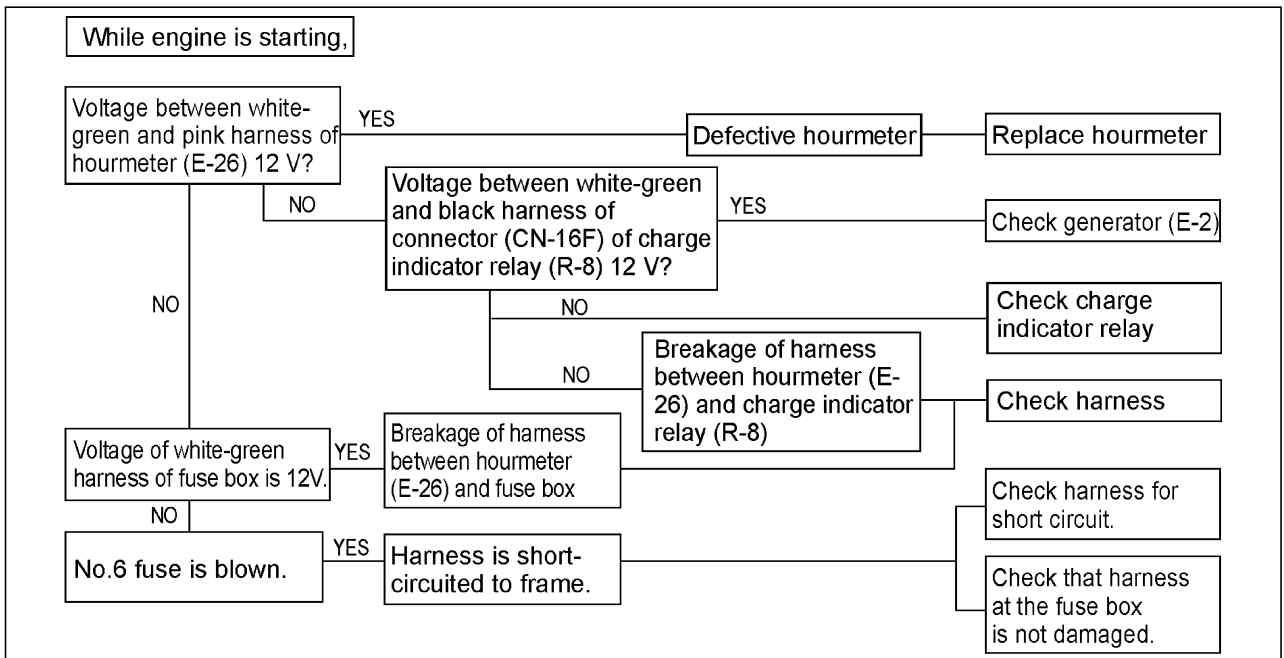 While engine is starting,
Voltage between white-
green and pink harness of
hourmeter (E-26) 12 V?
YES
Defective hourmeter
Replace hourmeter
NO
Voltage between white-green
and black harness of
connector (CN-16F) of charge
indicator relay (R-8) 12 V?
YES
Check generator (E-2)
NO
NO
Check charge
indicator relay
NO
Breakage of harness
between hourmeter (E-
26) and charge indicator
relay (R-8)
Check harness
Voltage of white-green
harness of fuse box is 12V.
YES
Breakage of harness
between hourmeter
(E-26) and fuse box
NO
No.6 fuse is blown.
YES
Harness is short-
circuited to frame.
Check harness for
short circuit.
Check that harness
at the fuse box
is not damaged.